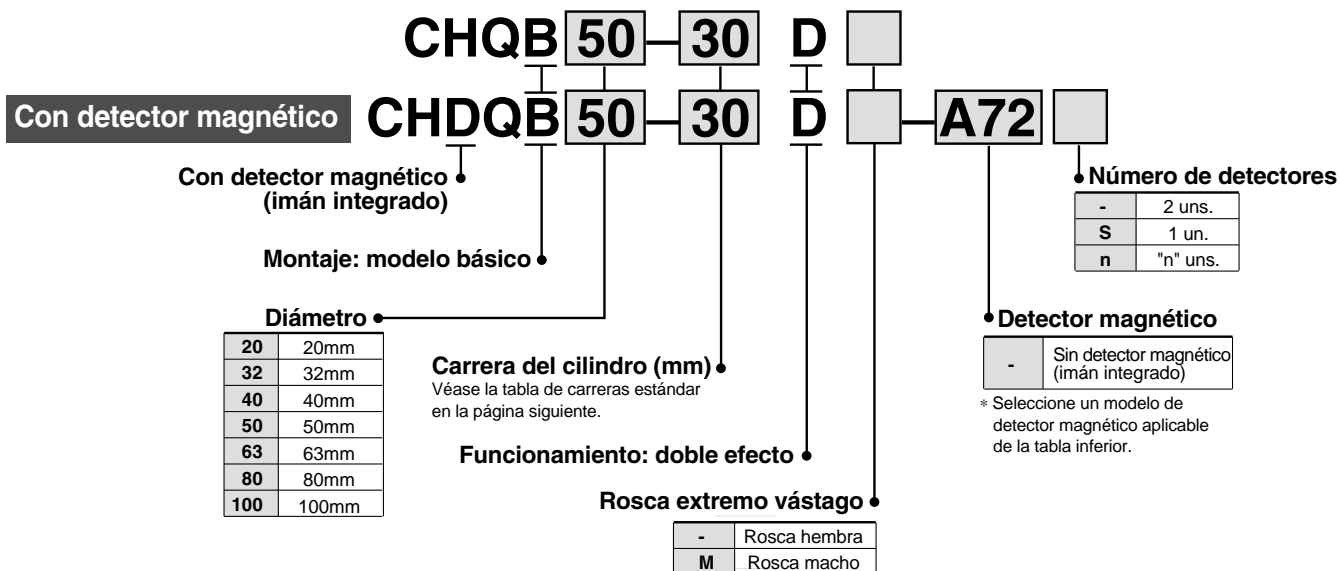 CHQB 50 — 30 D
Con detector magnético CHDQB 50 — 30 D — A72
Con detector magnético
(imán integrado)
Montaje: modelo básico
Diámetro
20 20mm
32 32mm
40 40mm
50 50mm
63 63mm
80 80mm
100 100mm
Carrera del cilindro (mm)
Véase la tabla de carreras estándar
en la página siguiente.
Funcionamiento: doble efecto
Rosca extremo vástago
- Rosca hembra
M Rosca macho
Número de detectores
- 2 uns.
S 1 un.
n "n" uns.
Detector magnético
- Sin detector magnético
(imán integrado)
* Seleccione un modelo de
detector magnético aplicable
de la tabla inferior.